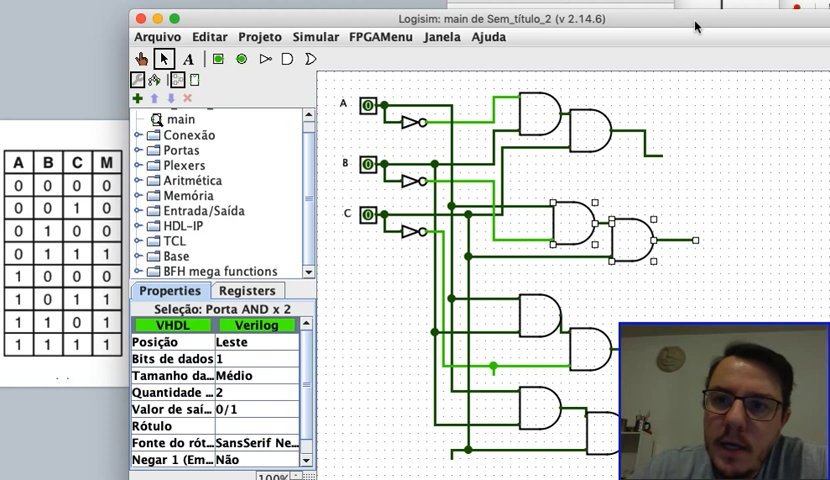 Logisim: main de Sem_título_2 (v 2.14.6)
Arquivo Editar Projeto Simular FPGAMenu Janela Ajuda
A
main
Conexão
Portas
Plexers
Aritmética
Memória
Entrada/Saída
HDL-IP
TCL
Base
BFH mega functions
Properties Registers
Seleção: Porta AND x 2
VHDL Verilog
Posição Leste
Bits de dados 1
Tamanho da... Médio
Quantidade ... 2
Valor de saí... 0/1
Rótulo
Fonte do rót... SansSerif Ne...
Negar 1 (Em... Não
100%
A B C M
0 0 0 0
0 0 1 0
0 1 0 0
0 1 1 1
1 0 0 0
1 0 1 1
1 1 0 1
1 1 1 1
A 0
B 0
C 0